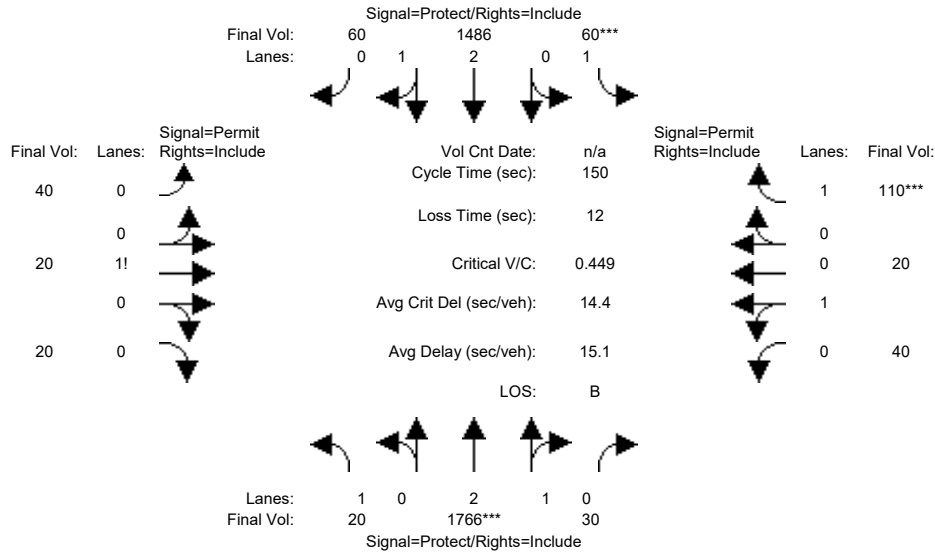 Signal=Protect/Rights=Include
Final Vol: 60 1486 60***
Lanes: 0 1 2 0 1
Signal=Permit Signal=Permit
Final Vol: Lanes: Rights=Include Vol Cnt Date: n/a Rights=Include Lanes: Final Vol:
Cycle Time (sec): 150
40 0 1 110***
Loss Time (sec): 12
0 0
20 1! Critical V/C: 0.449 0 20
0 Avg Crit Del (sec/veh): 14.4 1
20 0 Avg Delay (sec/veh): 15.1 0 40
LOS: B
Lanes: 1 0 2 1 0
Final Vol: 20 1766*** 30
Signal=Protect/Rights=Include